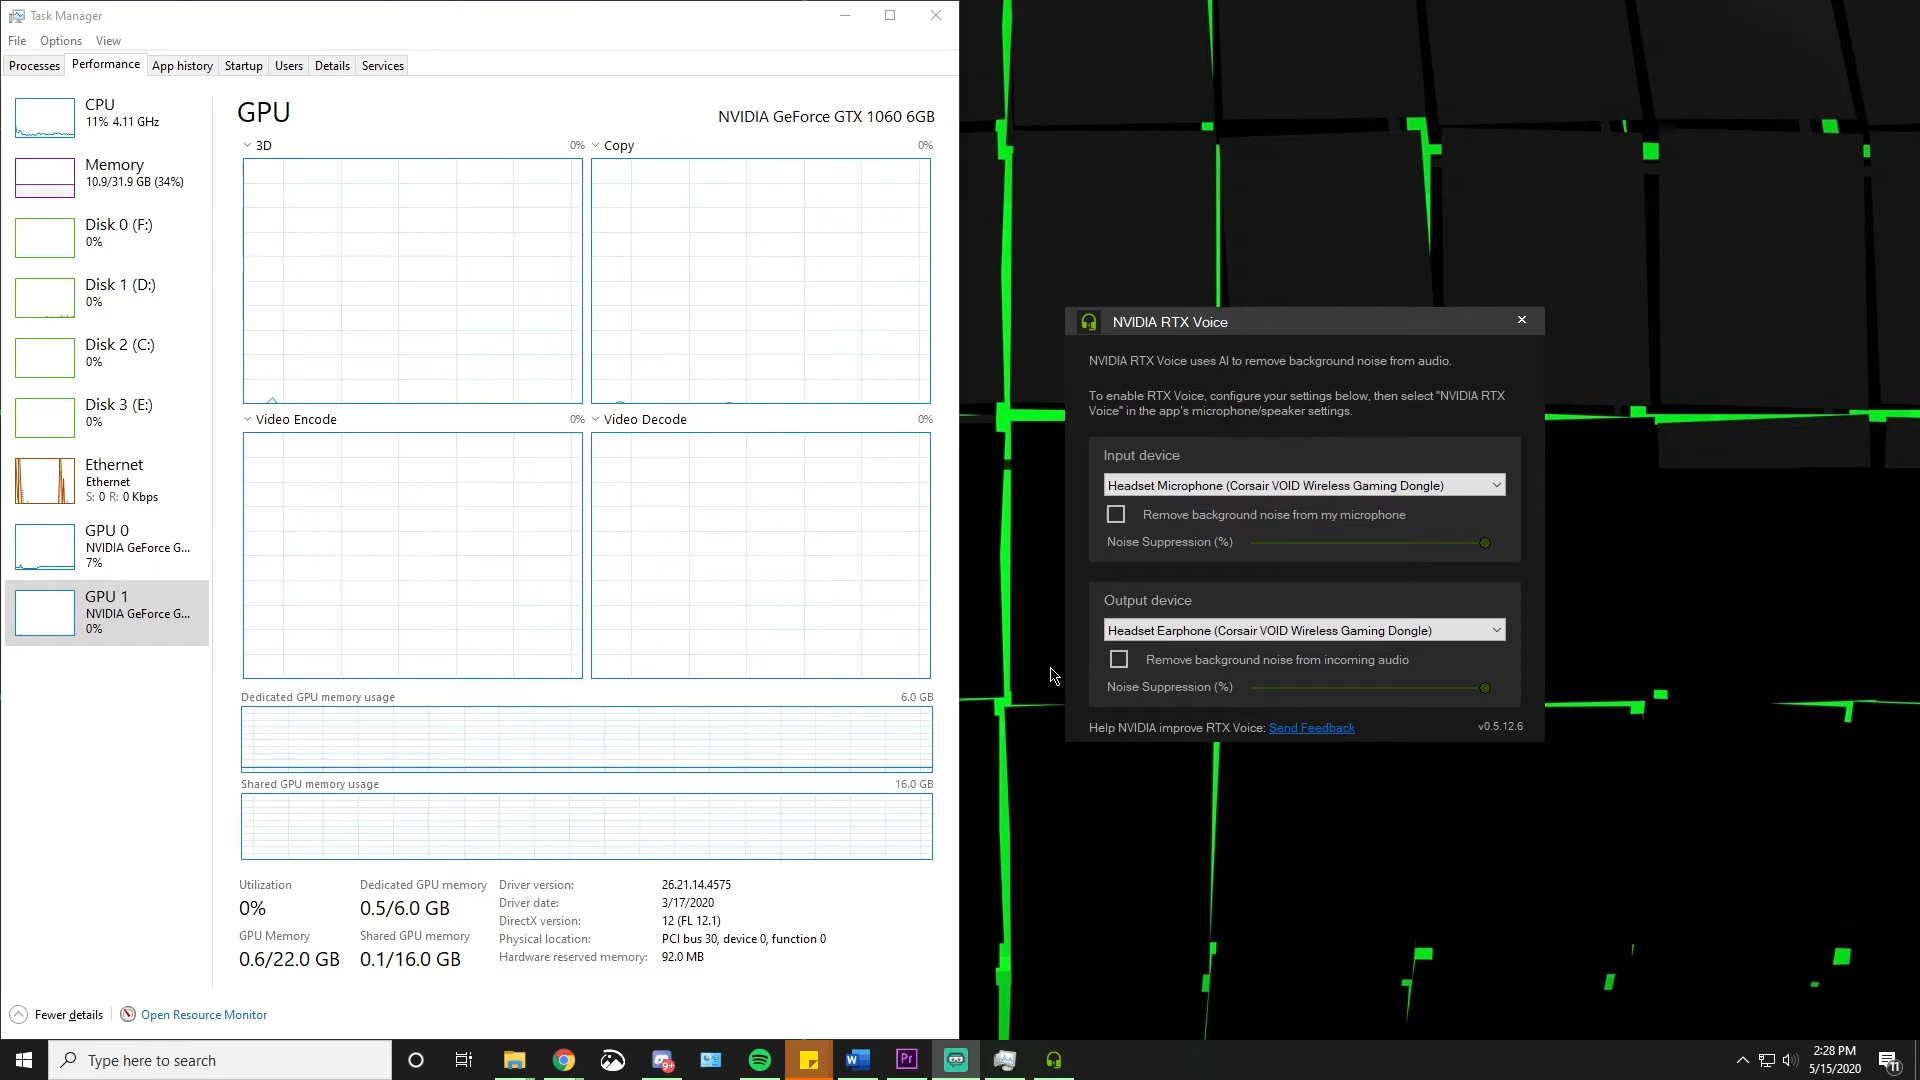 Task Manager
File Options View
Processes Performance App history Startup Users Details Services
CPU
11% 4.11 GHz
Memory
10.9/31.9 GB (34%)
Disk 0 (F:)
0%
Disk 1 (D:)
0%
Disk 2 (C:)
0%
Disk 3 (E:)
0%
Ethernet
Ethernet
S: 0 R: 0 Kbps
GPU 0
NVIDIA GeForce G...
7%
GPU 1
NVIDIA GeForce G...
0%
GPU NVIDIA GeForce GTX 1060 6GB
3D 0% Copy 0%
Video Encode 0% Video Decode 0%
Dedicated GPU memory usage 6.0 GB
Shared GPU memory usage 16.0 GB
Utilization
0%
GPU Memory
0.6/22.0 GB
Dedicated GPU memory
0.5/6.0 GB
Shared GPU memory
0.1/16.0 GB
Driver version: 26.21.14.4575
Driver date: 3/17/2020
DirectX version: 12 (FL 12.1)
Physical location: PCI bus 30, device 0, function 0
Hardware reserved memory: 92.0 MB
Fewer details Open Resource Monitor
NVIDIA RTX Voice
NVIDIA RTX Voice uses AI to remove background noise from audio.
To enable RTX Voice, configure your settings below, then select "NVIDIA RTX
Voice" in the app's microphone/speaker settings.
Input device
Headset Microphone (Corsair VOID Wireless Gaming Dongle)
Remove background noise from my microphone
Noise Suppression (%)
Output device
Headset Earphone (Corsair VOID Wireless Gaming Dongle)
Remove background noise from incoming audio
Noise Suppression (%)
Help NVIDIA improve RTX Voice: Send Feedback v0.5.12.6
Type here to search
9+
W
Pr
2:28 PM
5/15/2020
11